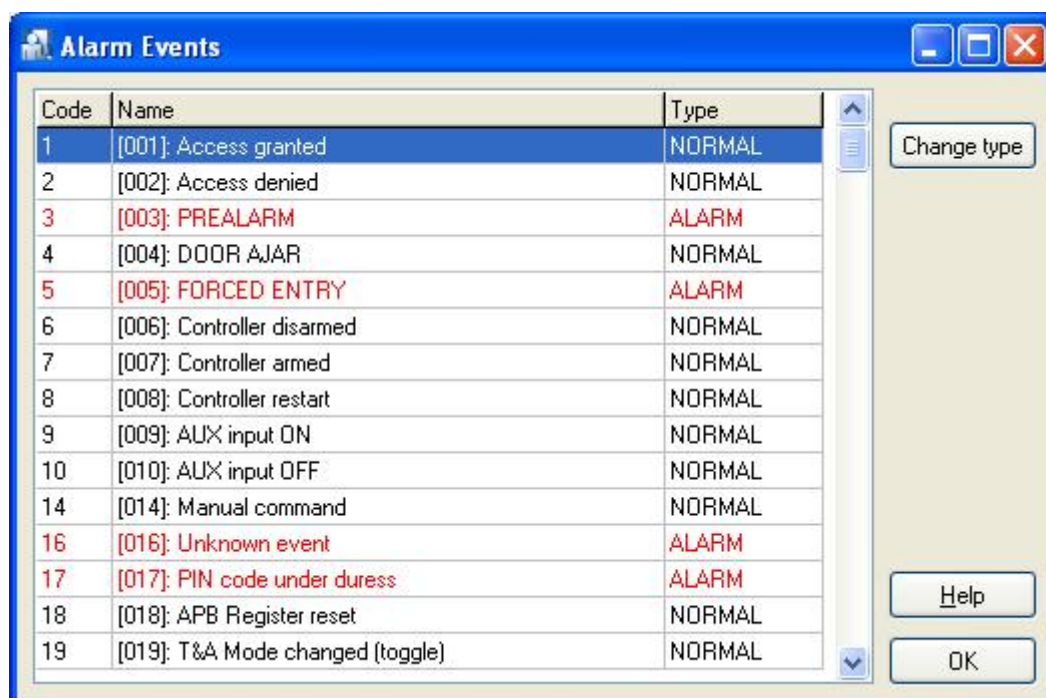 Alarm Events
Code Name Type
1 [001]: Access granted NORMAL
2 [002]: Access denied NORMAL
3 [003]: PREALARM ALARM
4 [004]: DOOR AJAR NORMAL
5 [005]: FORCED ENTRY ALARM
6 [006]: Controller disarmed NORMAL
7 [007]: Controller armed NORMAL
8 [008]: Controller restart NORMAL
9 [009]: AUX input ON NORMAL
10 [010]: AUX input OFF NORMAL
14 [014]: Manual command NORMAL
16 [016]: Unknown event ALARM
17 [017]: PIN code under duress ALARM
18 [018]: APB Register reset NORMAL
19 [019]: T&A Mode changed (toggle) NORMAL
Change type
Help
OK